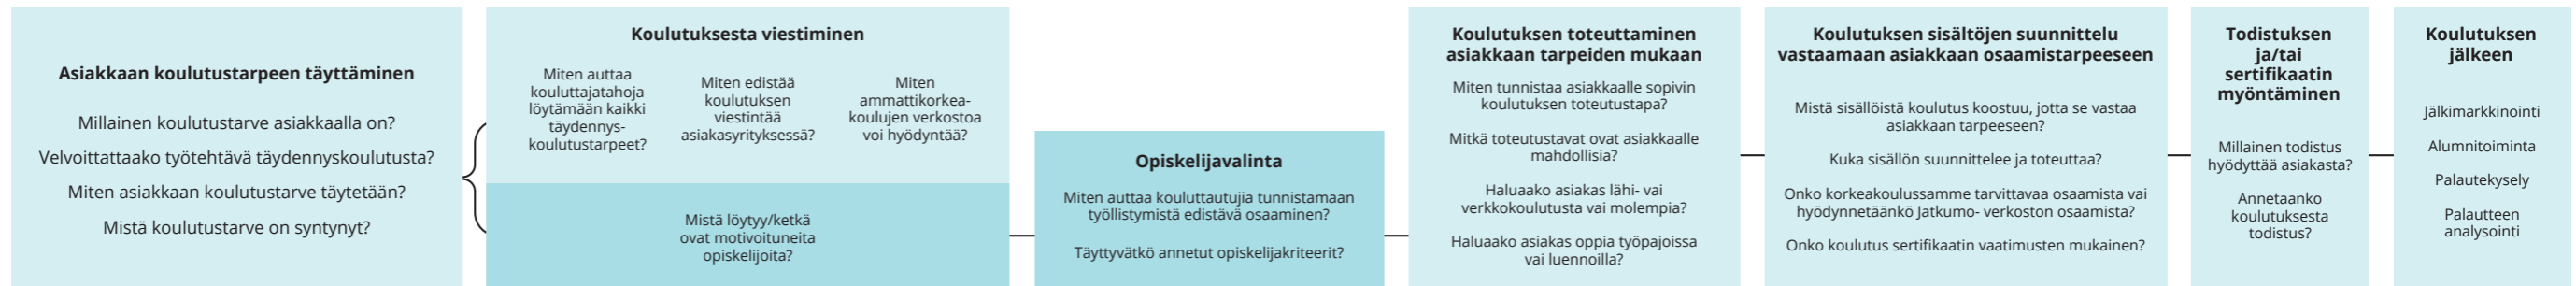 Asiakkaan koulutustarpeen täyttäminen
Millainen koulutustarve asiakkaalla on?
Velvoittattaako työtehtävä täydennyskoulutusta?
Miten asiakkaan koulutustarve täytetään?
Mistä koulutustarve on syntynyt?
Koulutuksesta viestiminen
Miten auttaa
kouluttajatahoja
löytämään kaikki
täydennys-
koulutustarpeet?
Miten edistää
koulutuksen
viestintää
asiakasyrityksessä?
Miten
ammattikorkea-
koulujen verkostoa
voi hyödyntää?
Mistä löytyy/ketkä
ovat motivoituneita
opiskelijoita?
Opiskelijavalinta
Miten auttaa kouluttautujia tunnistamaan
työllistymistä edistävä osaaminen?
Täyttyvätkö annetut opiskelijakriteerit?
Koulutuksen toteuttaminen
asiakkaan tarpeiden mukaan
Miten tunnistaa asiakkaalle sopivin
koulutuksen toteutustapa?
Mitkä toteutustavat ovat asiakkaalle
mahdollisia?
Haluaako asiakas lähi- vai
verkkokoulutusta vai molempia?
Haluaako asiakas oppia työpajoissa
vai luennoilla?
Koulutuksen sisältöjen suunnittelu
vastaamaan asiakkaan osaamistarpeeseen
Mistä sisällöistä koulutus koostuu, jotta se vastaa
asiakkaan tarpeeseen?
Kuka sisällön suunnittelee ja toteuttaa?
Onko korkeakoulussamme tarvittavaa osaamista vai
hyödynnetäänkö Jatkumo- verkoston osaamista?
Onko koulutus sertifikaatin vaatimusten mukainen?
Todistuksen
ja/tai
sertifikaatin
myöntäminen
Millainen todistus
hyödyttää asiakasta?
Annetaanko
koulutuksesta
todistus?
Koulutuksen
jälkeen
Jälkimarkkinointi
Alumnitoiminta
Palautekysely
Palautteen
analysointi